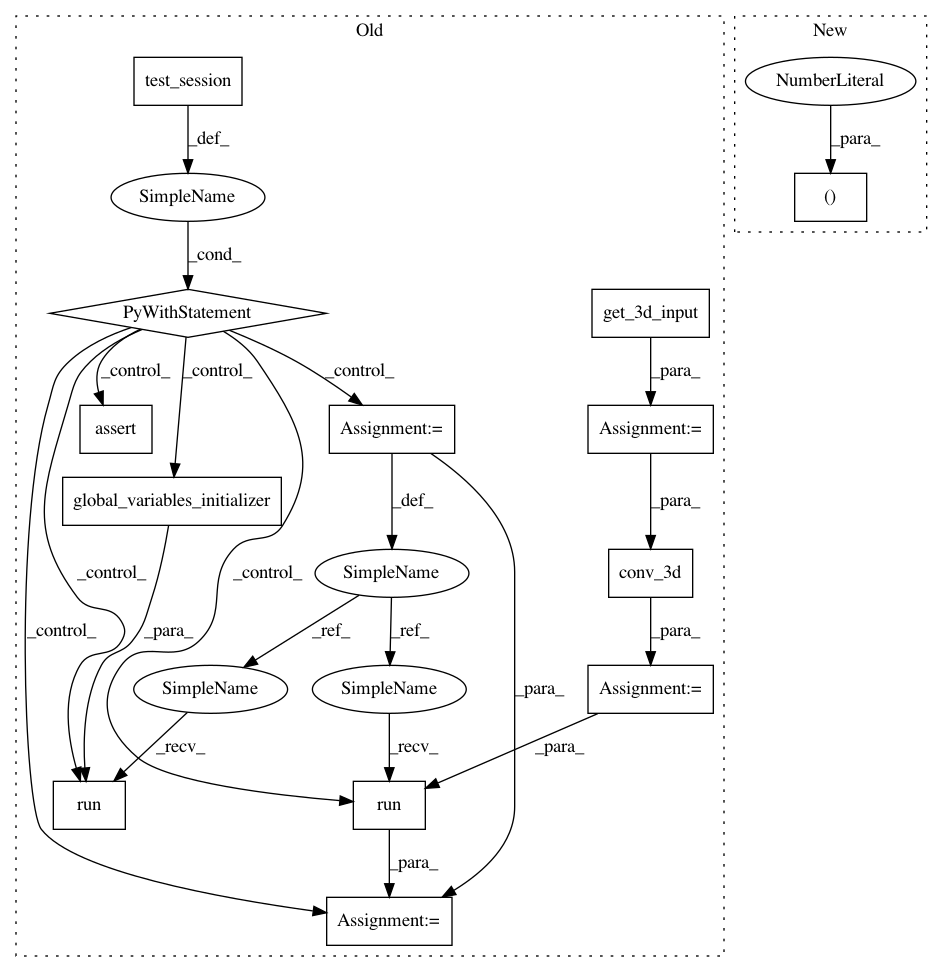 Old
New
test_session
NumberLiteral
_def_
_para_
SimpleName
()
_cond_
PyWithStatement
get_3d_input
_control_
_control_
_control_
_para_
assert
Assignment:=
Assignment:=
global_variables_initializer
_def_
_para_
_control_
_control_
SimpleName
conv_3d
_control_
_para_
_ref_
_ref_
_para_
SimpleName
SimpleName
_para_
Assignment:=
_recv_
_recv_
_para_
run
run
_para_
Assignment:=